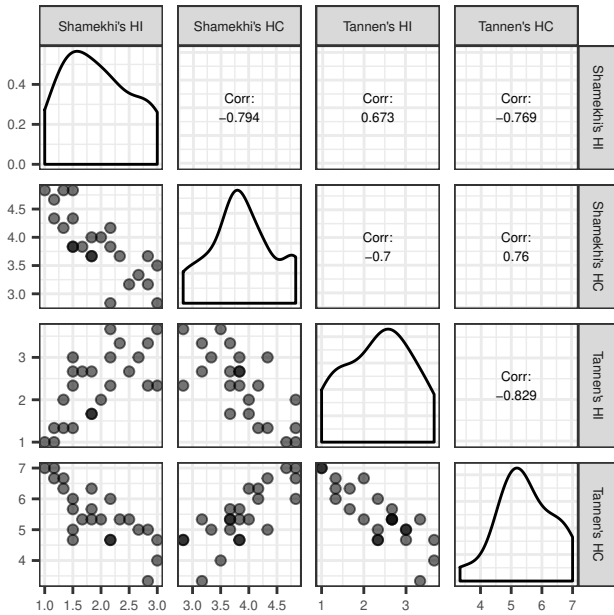 Shamekhi's HI
Shamekhi's HC
Tannen's HI
Tannen's HC
0.4
0.2
0.0
Corr:
−0.794
Corr:
0.673
Corr:
−0.769
Shamekhi's HI
4.5
4.0
3.5
3.0
Corr:
−0.7
Corr:
0.76
Shamekhi's HC
3
2
1
Corr:
−0.829
Tannen's HI
7
6
5
4
Tannen's HC
1.0 1.5 2.0 2.5 3.0
3.0 3.5 4.0 4.5
1 2 3
4 5 6 7